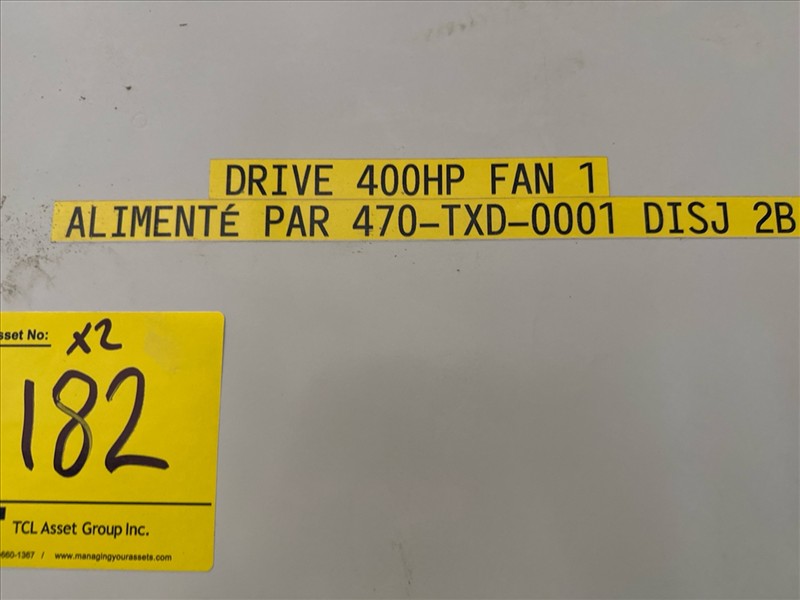 DRIVE 400HP FAN 1
ALIMENTÉ PAR 470-TXD-0001 DISJ 2B
sset No:
x2
182
TCL Asset Group Inc.
660-1367 / www.managingyourassets.com